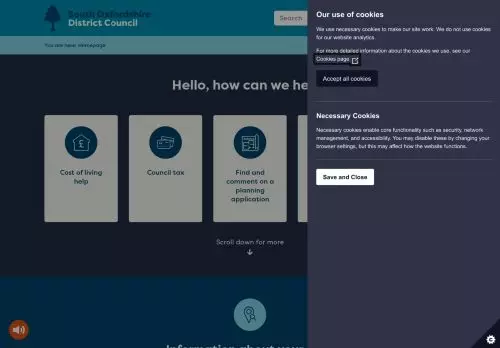 South Oxfordshire
District Council
Search
You are here: Homepage
Hello, how can we he
Cost of living
help
Council tax
Find and
comment on a
planning
application
Scroll down for more
Information about your
Our use of cookies
We use necessary cookies to make our site work. We do not use cookies
for our website analytics.
For more detailed information about the cookies we use, see our
Cookies page
Accept all cookies
Necessary Cookies
Necessary cookies enable core functionality such as security, network
management, and accessibility. You may disable these by changing your
browser settings, but this may affect how the website functions.
Save and Close